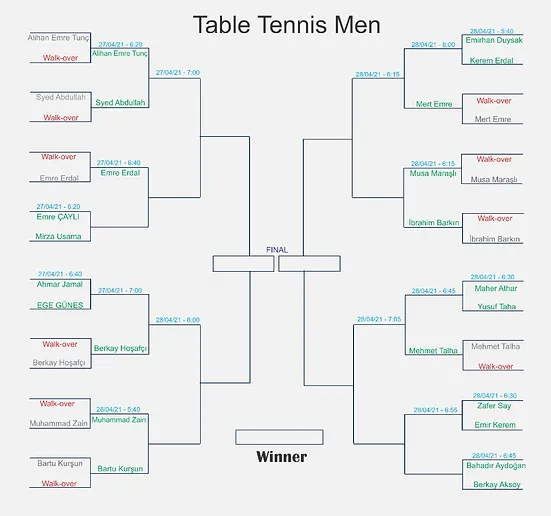 Table Tennis Men
Alihan Emre Tunç
Walk-over
27/04/21 - 6:20
Alihan Emre Tunç
Syed Abdullah
Walk-over
Syed Abdullah
27/04/21 - 7:00
Walk-over
Emre Erdal
27/04/21 - 6:40
Emre Erdal
27/04/21 - 6:20
Emre ÇAYLI
Mirza Usama
27/04/21 - 6:40
Ahmar Jamal
EGE GÜNEŞ
27/04/21 - 7:00
Walk-over
Berkay Hoşafçı
Berkay Hoşafçı
28/04/21 - 6:00
Walk-over
Muhammad Zain
28/04/21 - 5:40
Muhammad Zain
Bartu Kurşun
Walk-over
Bartu Kurşun
FINAL
Winner
28/04/21 - 6:15
28/04/21 - 6:00
28/04/21 - 5:40
Emirhan Duysak
Kerem Erdal
Mert Emre
Walk-over
Mert Emre
28/04/21 - 6:15
Musa Maraşlı
Walk-over
Musa Maraşlı
İbrahim Barkın
Walk-over
İbrahim Barkın
28/04/21 - 7:05
28/04/21 - 6:45
28/04/21 - 6:30
Maher Athar
Yusuf Taha
Mehmet Talha
Mehmet Talha
Walk-over
28/04/21 - 6:55
28/04/21 - 6:30
Zafer Say
Emir Kerem
28/04/21 - 6:45
Bahadır Aydoğan
Berkay Aksoy